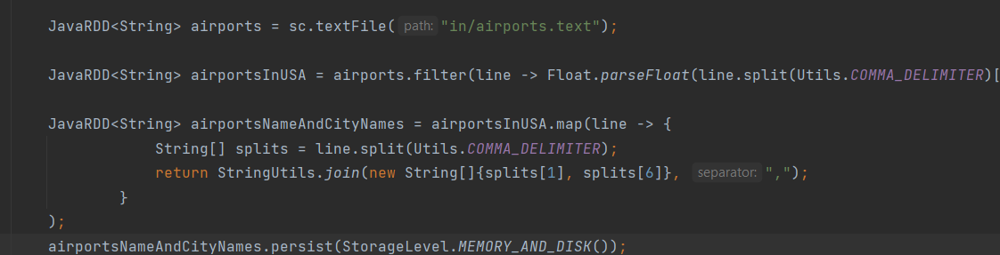 JavaRDD<String> airports = sc.textFile( path: "in/airports.text");
JavaRDD<String> airportsInUSA = airports.filter(line -> Float.parseFloat(line.split(Utils.COMMA_DELIMITER)[
JavaRDD<String> airportsNameAndCityNames = airportsInUSA.map(line -> {
String[] splits = line.split(Utils.COMMA_DELIMITER);
return StringUtils.join(new String[]{splits[1], splits[6]}, separator: ",");
}
);
airportsNameAndCityNames.persist(StorageLevel.MEMORY_AND_DISK());